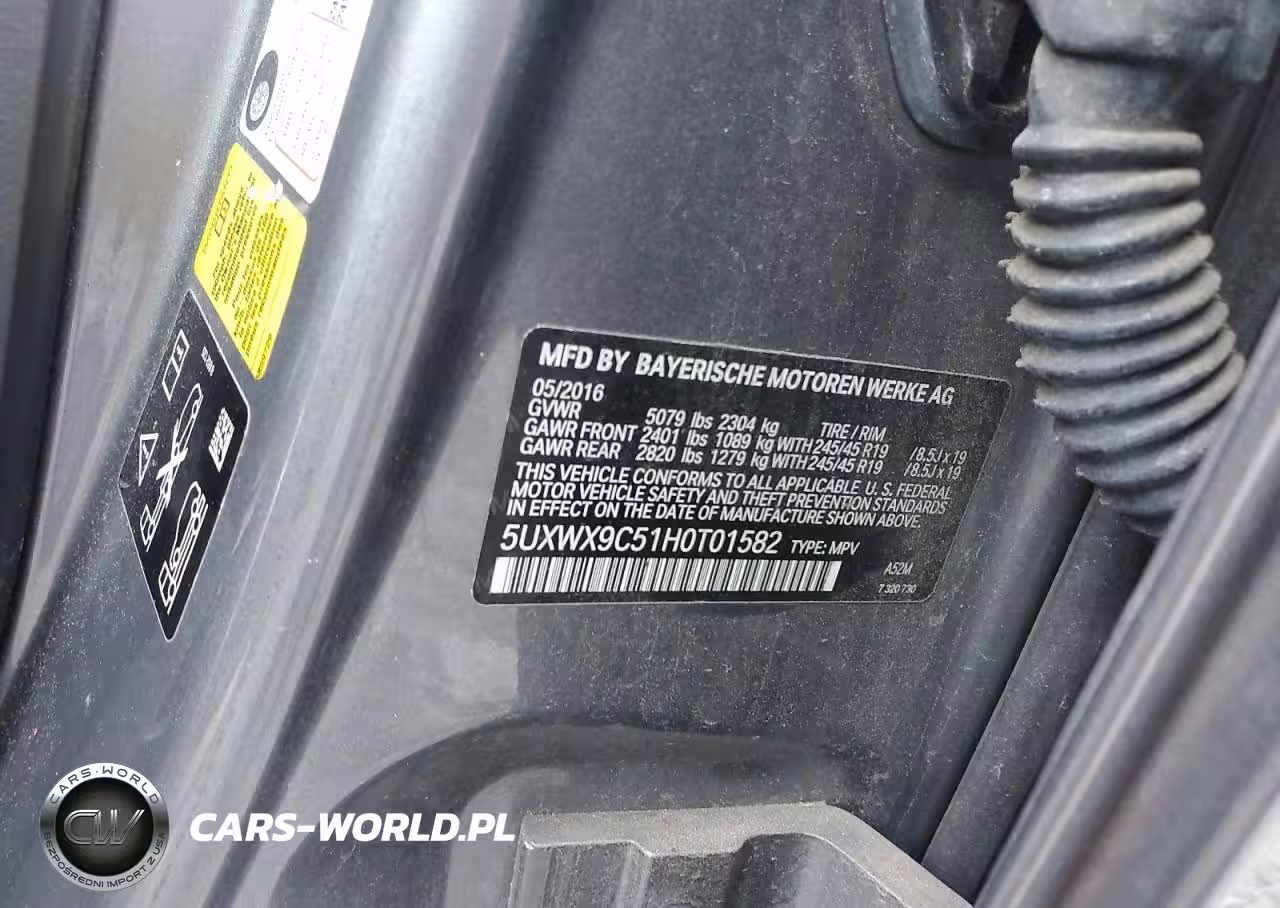 MFD BY BAYERISCHE MOTOREN WERKE AG
05/2016
GVWR 5079 lbs 2304 kg TIRE / RIM
GAWR FRONT 2401 lbs 1089 kg WITH 245/45 R19 /8.5J x 19
GAWR REAR 2820 lbs 1279 kg WITH 245/45 R19 /8.5J x 19
THIS VEHICLE CONFORMS TO ALL APPLICABLE U.S. FEDERAL
MOTOR VEHICLE SAFETY AND THEFT PREVENTION STANDARDS
IN EFFECT ON THE DATE OF MANUFACTURE SHOWN ABOVE.
5UXWX9C51H0T01582 TYPE: MPV
A52M
7 320 730
CARS-WORLD
CW
BEZPOŚREDNI IMPORT Z USA
CARS-WORLD.PL